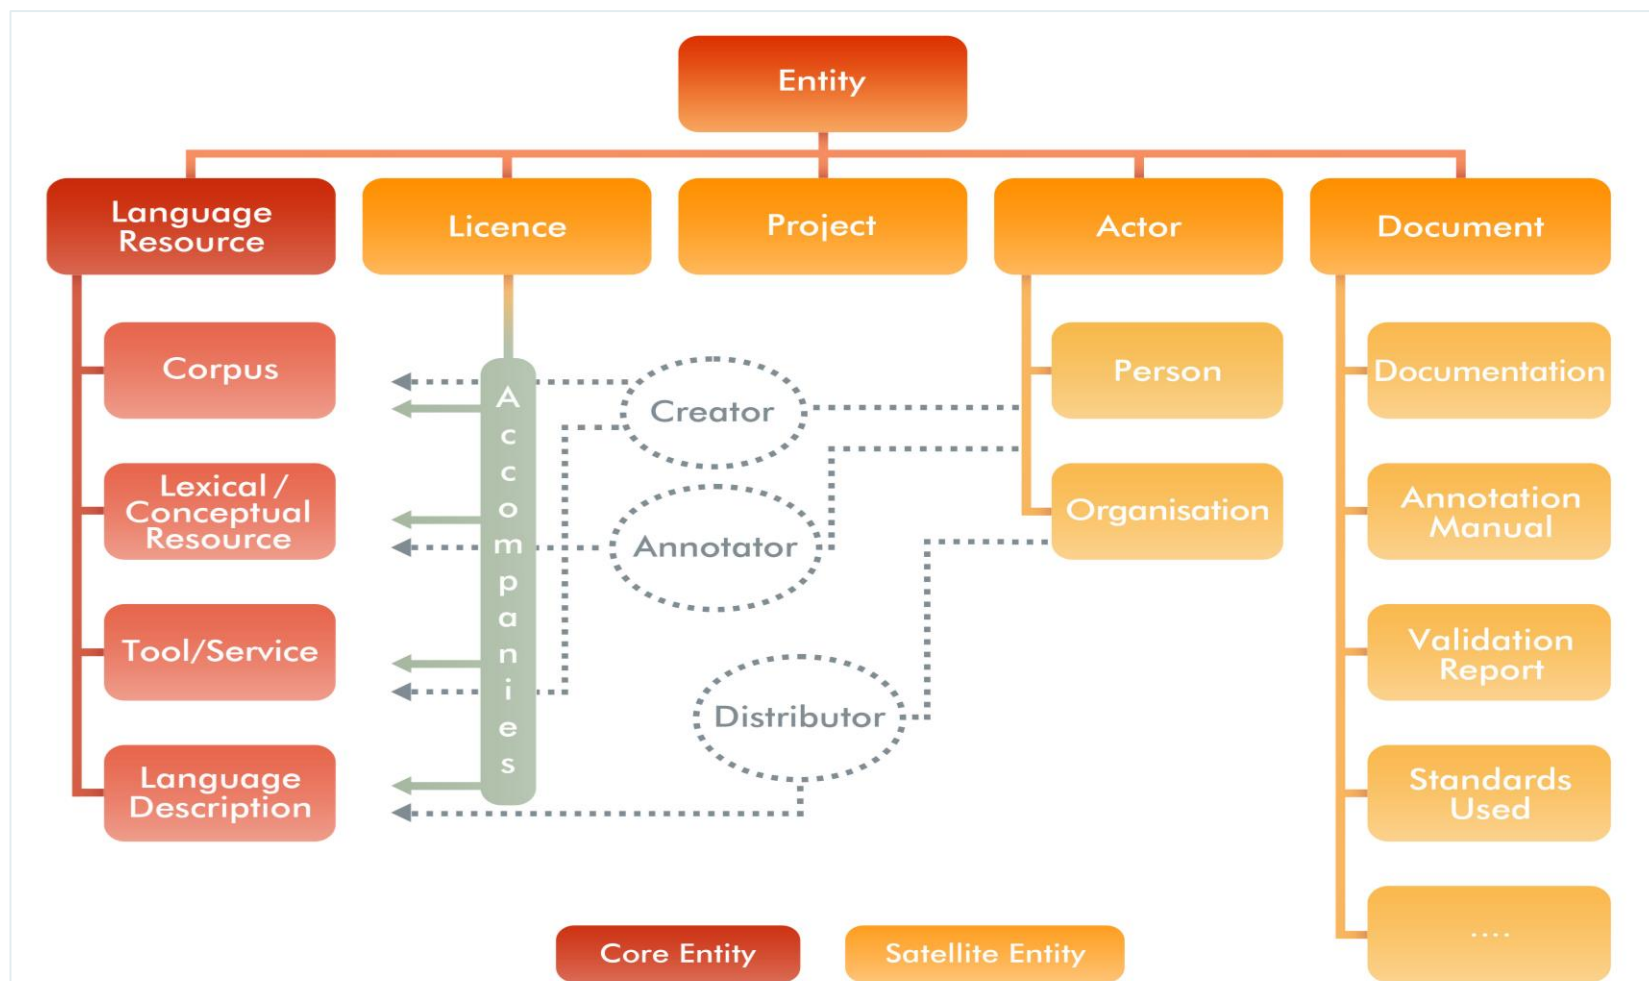 Entity
Language
Resource
Licence
Project
Actor
Document
Corpus
Lexical /
Conceptual
Resource
Tool/Service
Language
Description
Accompanies
Creator
Annotator
Distributor
Person
Organisation
Documentation
Annotation
Manual
Validation
Report
Standards
Used
....
Core Entity
Satellite Entity